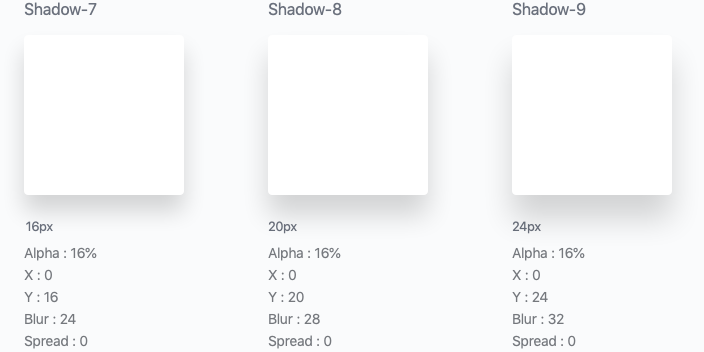 Shadow-7
16px
Alpha : 16%
X : 0
Y : 16
Blur : 24
Spread : 0
Shadow-8
20px
Alpha : 16%
X : 0
Y : 20
Blur : 28
Spread : 0
Shadow-9
24px
Alpha : 16%
X : 0
Y : 24
Blur : 32
Spread : 0